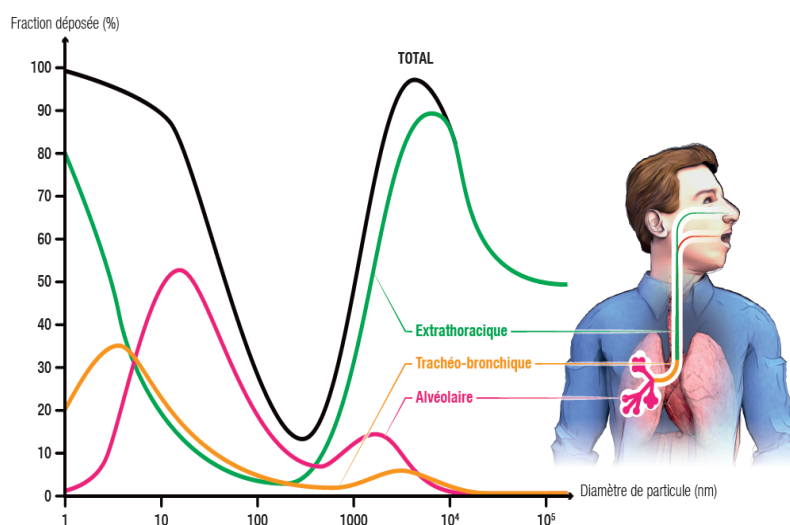 Fraction déposée (%)
TOTAL
100
90
80
70
60
50
40
30
20
10
0
Extrathoracique
Trachéo-bronchique
Alvéolaire
Diamètre de particule (nm)
1 10 100 1000 10⁴ 10⁵